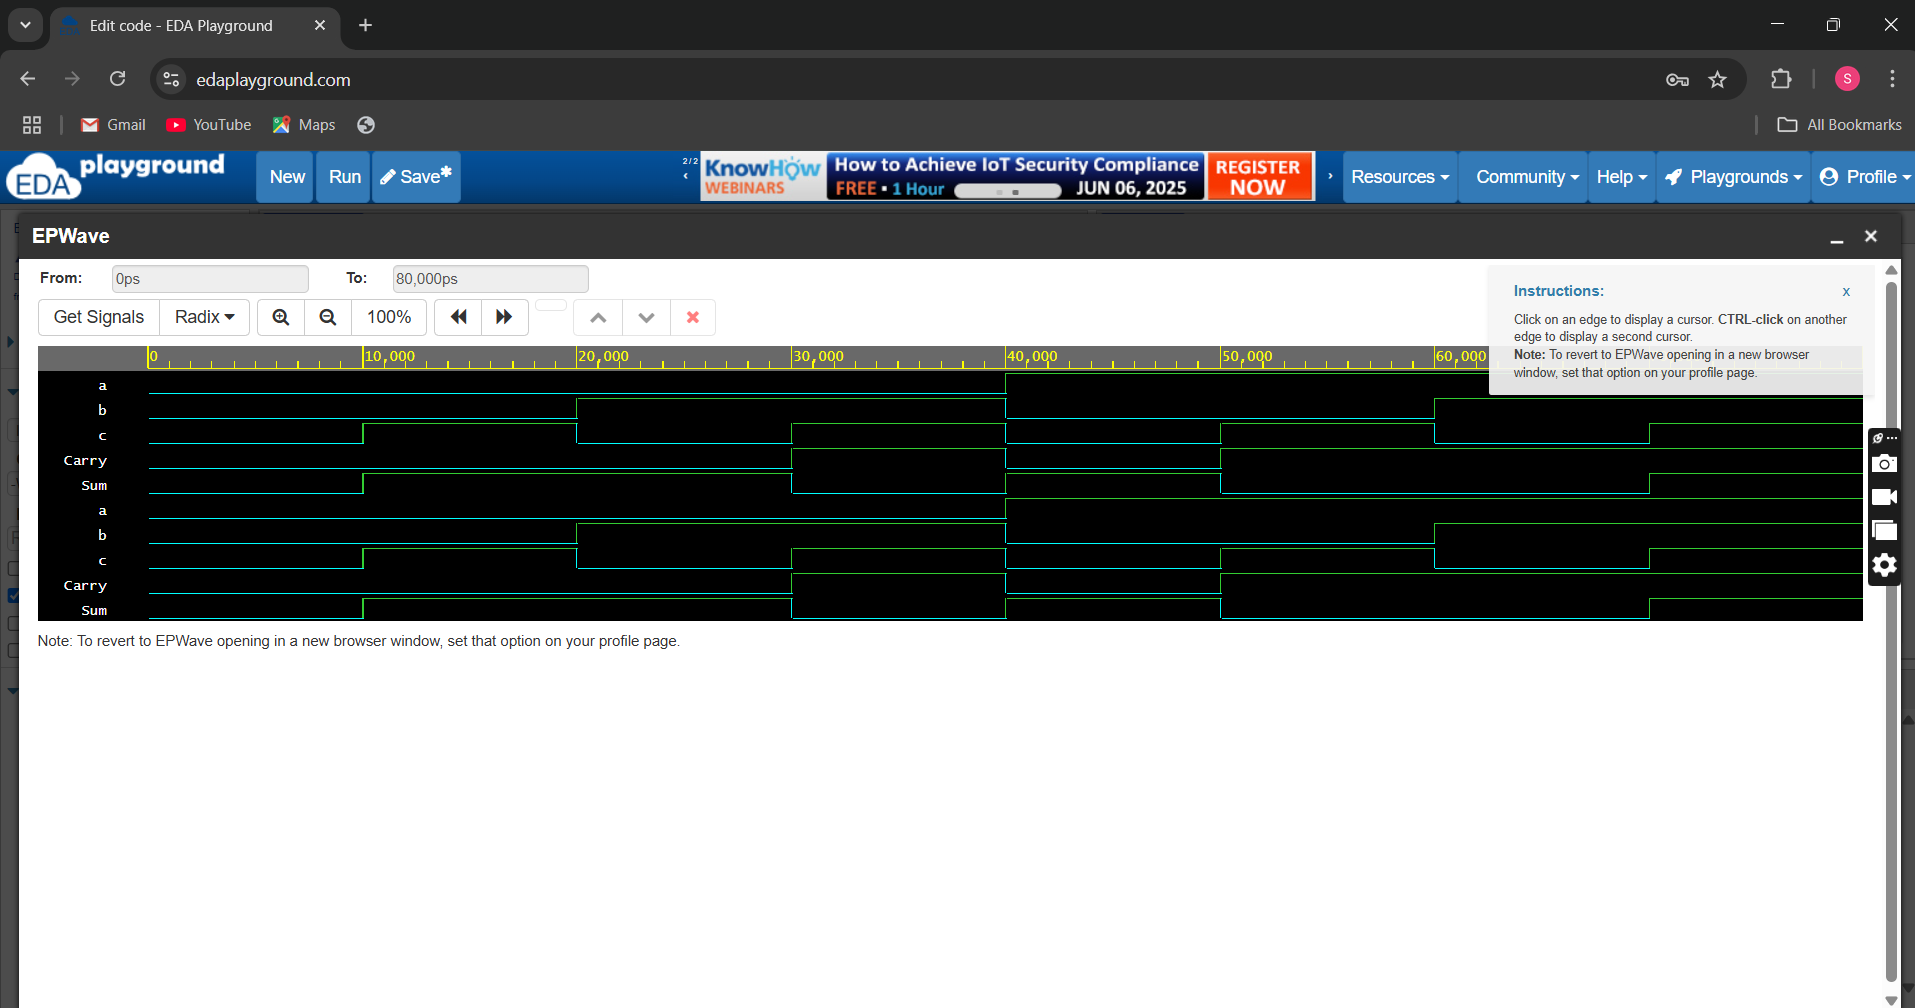 Edit code - EDA Playground
edaplayground.com
S
Gmail
YouTube
Maps
All Bookmarks
EDA playground
New
Run
Save*
2/2
KnowHow
WEBINARS
How to Achieve IoT Security Compliance
FREE • 1 Hour
JUN 06, 2025
REGISTER
NOW
Resources
Community
Help
Playgrounds
Profile
EPWave
From:
0ps
To:
80,000ps
Get Signals
Radix
100%
Instructions:
x
Click on an edge to display a cursor. CTRL-click on another
edge to display a second cursor.
Note: To revert to EPWave opening in a new browser
window, set that option on your profile page.
0
10,000
20,000
30,000
40,000
50,000
60,000
a
b
c
Carry
Sum
a
b
c
Carry
Sum
Note: To revert to EPWave opening in a new browser window, set that option on your profile page.